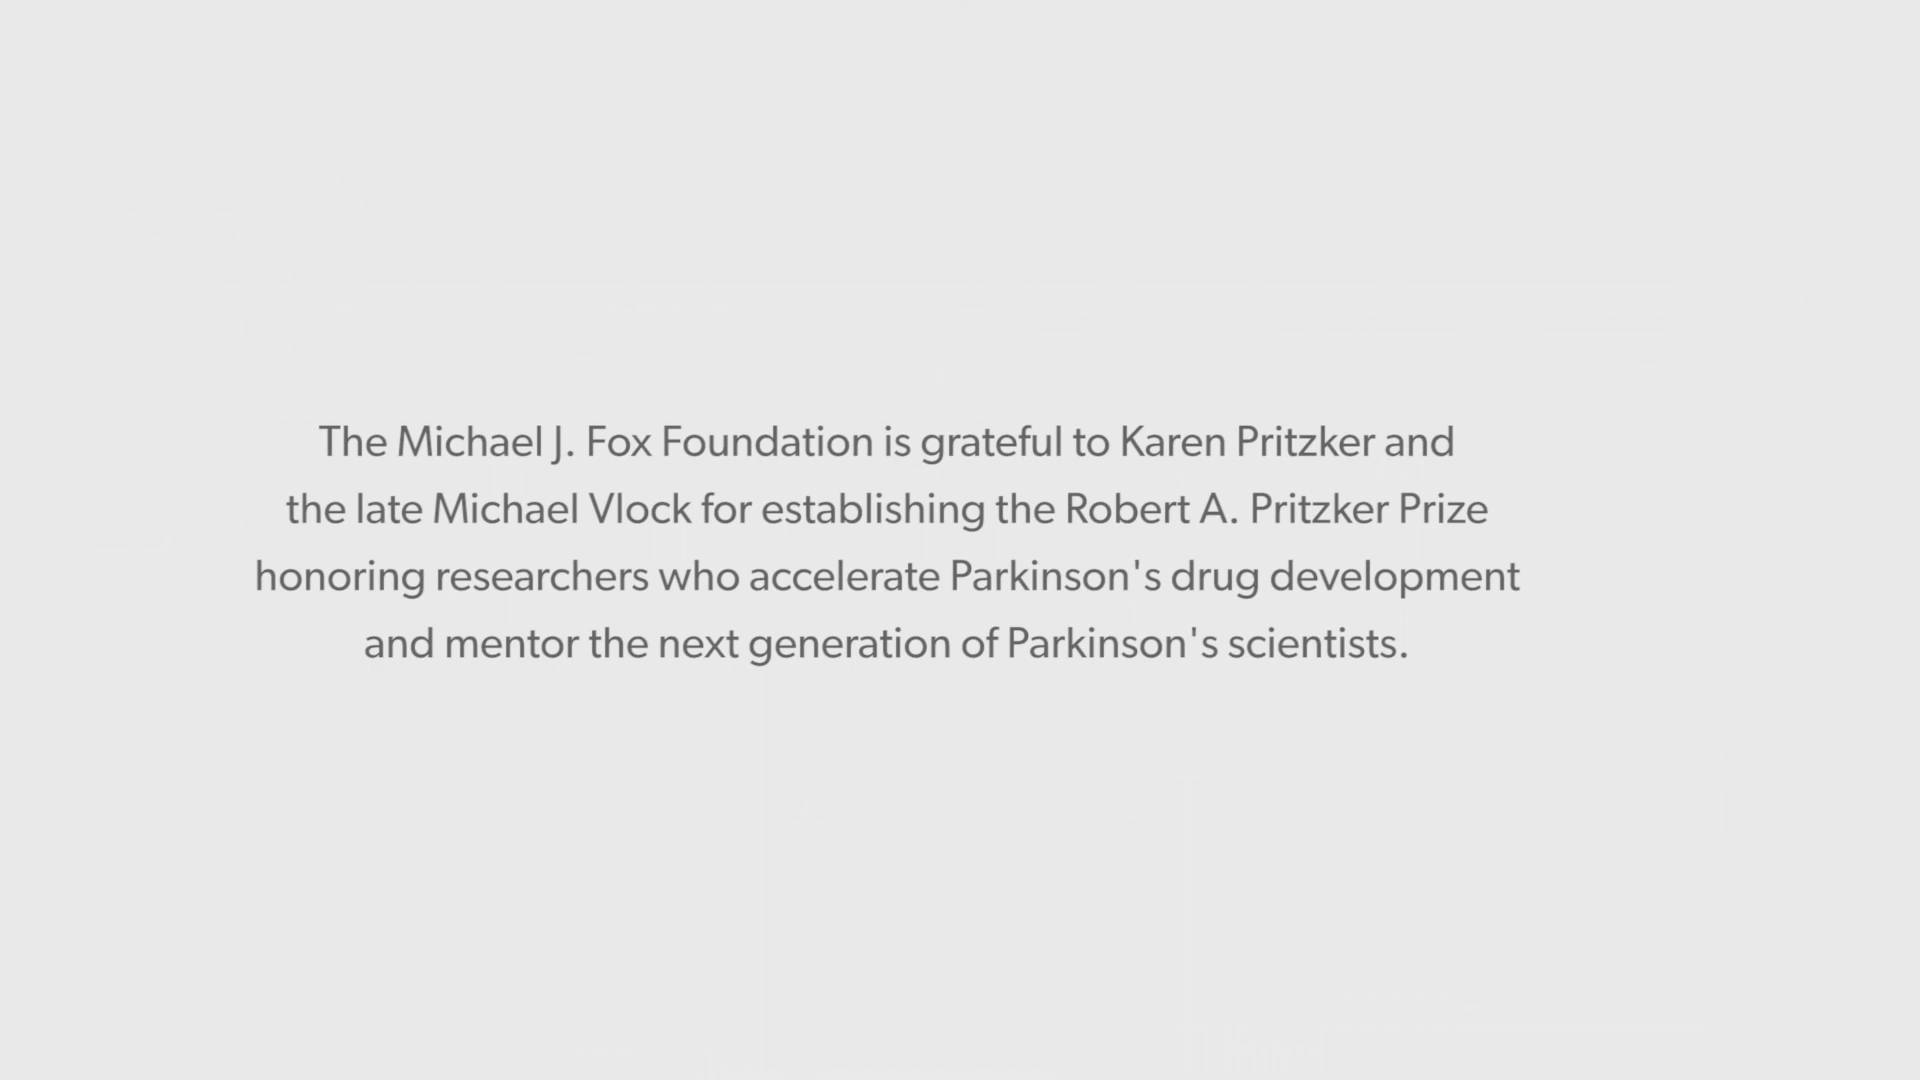 The Michael J. Fox Foundation is grateful to Karen Pritzker and
the late Michael Vlock for establishing the Robert A. Pritzker Prize
honoring researchers who accelerate Parkinson's drug development
and mentor the next generation of Parkinson's scientists.